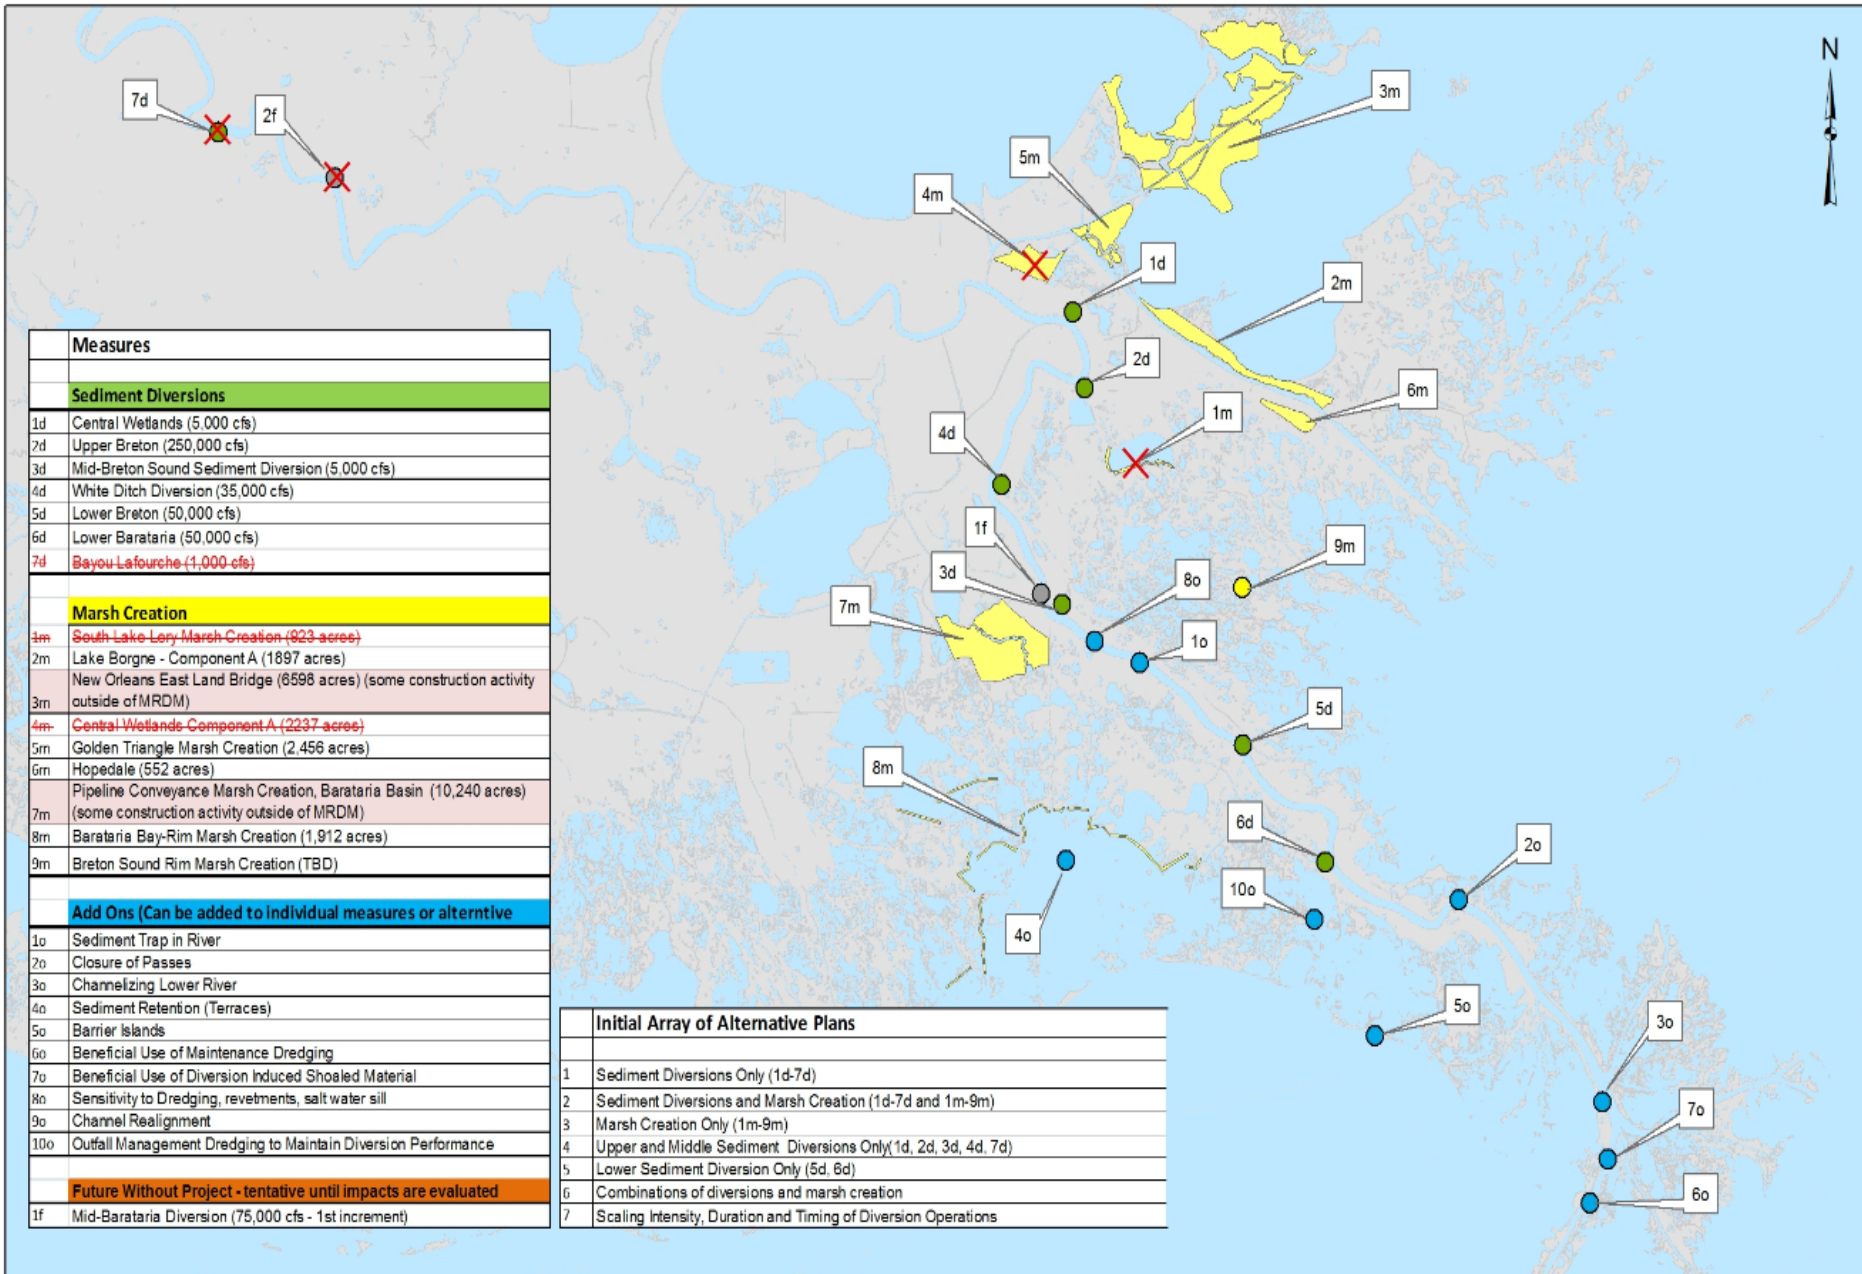 N
7d
2f
3m
5m
4m
1d
2m
2d
6m
1m
4d
1f
9m
3d
8o
7m
1o
5d
8m
6d
2o
10o
4o
5o
3o
7o
6o
Measures
Sediment Diversions
1d Central Wetlands (5,000 cfs)
2d Upper Breton (250,000 cfs)
3d Mid-Breton Sound Sediment Diversion (5,000 cfs)
4d White Ditch Diversion (35,000 cfs)
5d Lower Breton (50,000 cfs)
6d Lower Barataria (50,000 cfs)
7d Bayou Lafourche (1,000 cfs)
Marsh Creation
1m South Lake Lery Marsh Creation (823 acres)
2m Lake Borgne - Component A (1897 acres)
New Orleans East Land Bridge (6598 acres) (some construction activity
3m outside of MRDM)
4m Central Wetlands Component A (2237 acres)
5m Golden Triangle Marsh Creation (2,456 acres)
6m Hopedale (552 acres)
Pipeline Conveyance Marsh Creation, Barataria Basin (10,240 acres)
7m (some construction activity outside of MRDM)
8m Barataria Bay-Rim Marsh Creation (1,912 acres)
9m Breton Sound Rim Marsh Creation (TBD)
Add Ons (Can be added to individual measures or alterntive
1o Sediment Trap in River
2o Closure of Passes
3o Channelizing Lower River
4o Sediment Retention (Terraces)
5o Barrier Islands
6o Beneficial Use of Maintenance Dredging
7o Beneficial Use of Diversion Induced Shoaled Material
8o Sensitivity to Dredging, revetments, salt water sill
9o Channel Realignment
10o Outfall Management Dredging to Maintain Diversion Performance
Future Without Project - tentative until impacts are evaluated
1f Mid-Barataria Diversion (75,000 cfs - 1st increment)
Initial Array of Alternative Plans
1 Sediment Diversions Only (1d-7d)
2 Sediment Diversions and Marsh Creation (1d-7d and 1m-9m)
3 Marsh Creation Only (1m-9m)
4 Upper and Middle Sediment Diversions Only(1d, 2d, 3d, 4d, 7d)
5 Lower Sediment Diversion Only (5d, 6d)
6 Combinations of diversions and marsh creation
7 Scaling Intensity, Duration and Timing of Diversion Operations